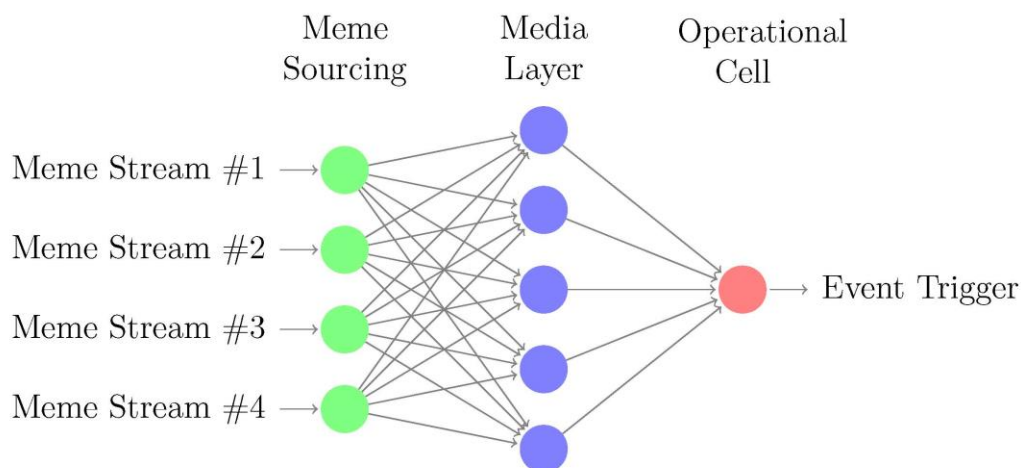 Meme
Sourcing
Media
Layer
Operational
Cell
Meme Stream #1
Meme Stream #2
Meme Stream #3
Meme Stream #4
Event Trigger